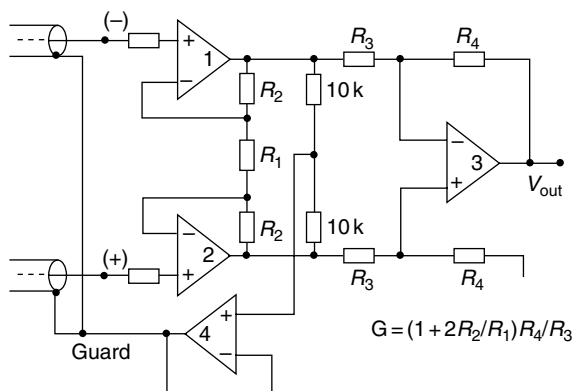 (−)
+
1
−
R₂
10 k
R₃
R₄
R₁
−
3
+
V_out
−
2
+
(+)
R₂
10 k
R₃
R₄
4
+
−
Guard
G = (1 + 2R₂/R₁)R₄/R₃